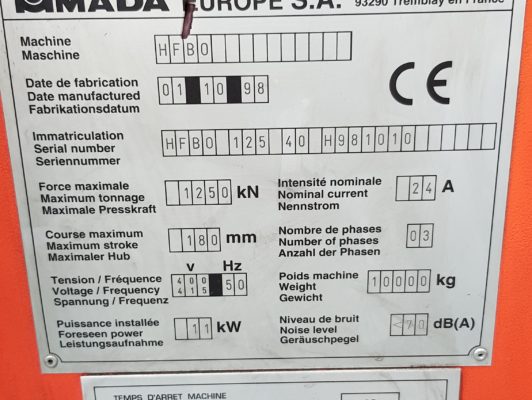 AMADA EUROPE S.A. 93290 Tremblay en France
Machine
Maschine HFBO
Date de fabrication
Date manufactured 01 10 98
Fabrikationsdatum
CE
Immatriculation
Serial number HFBO 125 40 H981010
Seriennummer
Force maximale
Maximum tonnage 1250 kN
Maximale Presskraft
Intensité nominale
Nominal current 24 A
Nennstrom
Course maximum
Maximum stroke 180 mm
Maximaler Hub
Nombre de phases
Number of phases 03
Anzahl der Phasen
V Hz
Tension / Fréquence 400
Voltage / Frequency 415 50
Spannung / Frequenz
Poids machine
Weight 10000 kg
Gewicht
Puissance installée
Foreseen power 11 kW
Leistungsaufnahme
Niveau de bruit
Noise level <70 dB(A)
Geräuschpegel
TEMPS D'ARRET MACHINE